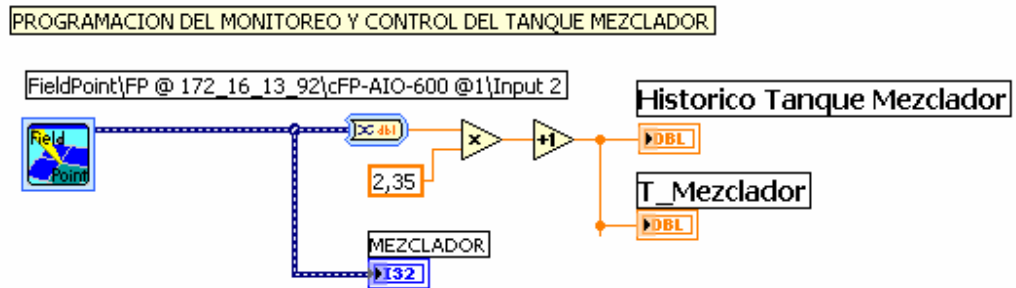 PROGRAMACION DEL MONITOREO Y CONTROL DEL TANQUE MEZCLADOR
FieldPoint\FP @ 172_16_13_92\cFP-AIO-600 @1\Input 2
Historico Tanque Mezclador
Field
Point
dbl
×
+1
DBL
2,35
T_Mezclador
DBL
MEZCLADOR
I32